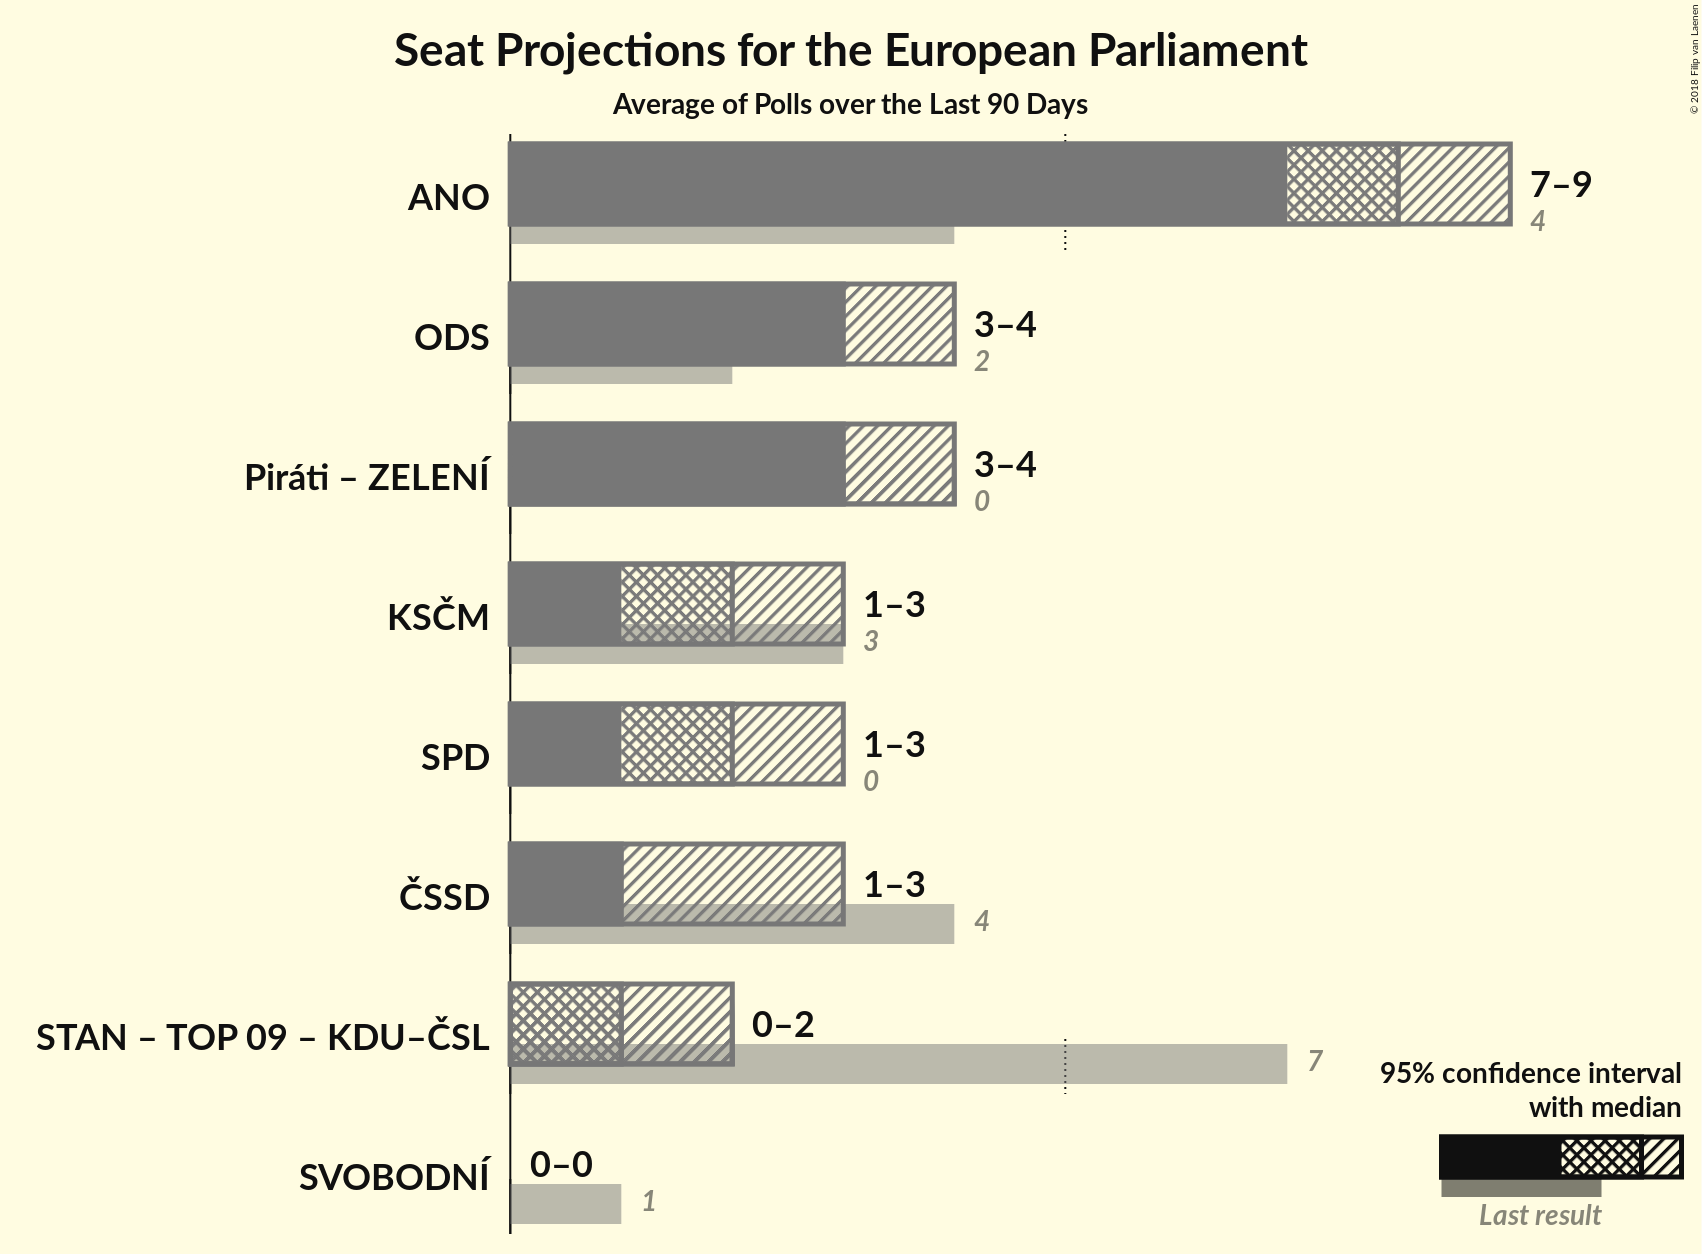 Seat Projections for the European Parliament
Average of Polls over the Last 90 Days
© 2018 Filip van Laenen
ANO
7–9
4
ODS
3–4
2
Piráti – ZELENÍ
3–4
0
KSČM
1–3
3
SPD
1–3
0
ČSSD
1–3
4
STAN – TOP 09 – KDU–ČSL
0–2
7
SVOBODNÍ
0–0
1
95% confidence interval
with median
Last result